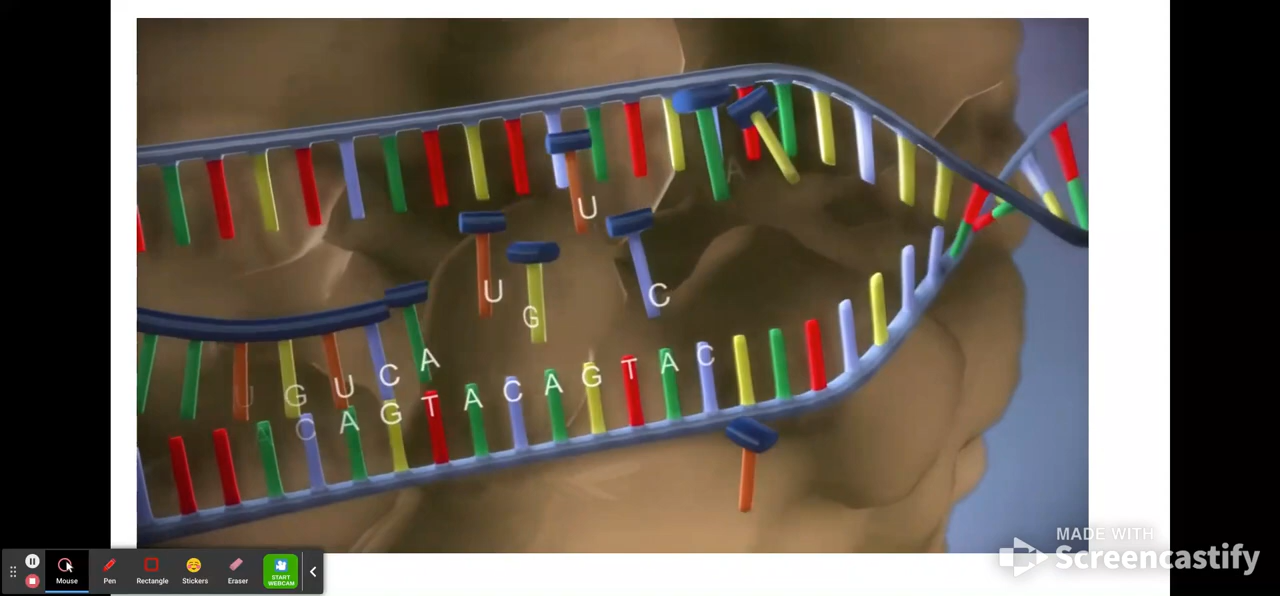 A
U
U
G
C
U G U C A
A C A G T A C A G T A C
Mouse Pen Rectangle Stickers Eraser START WEBCAM
MADE WITH
Screencastify